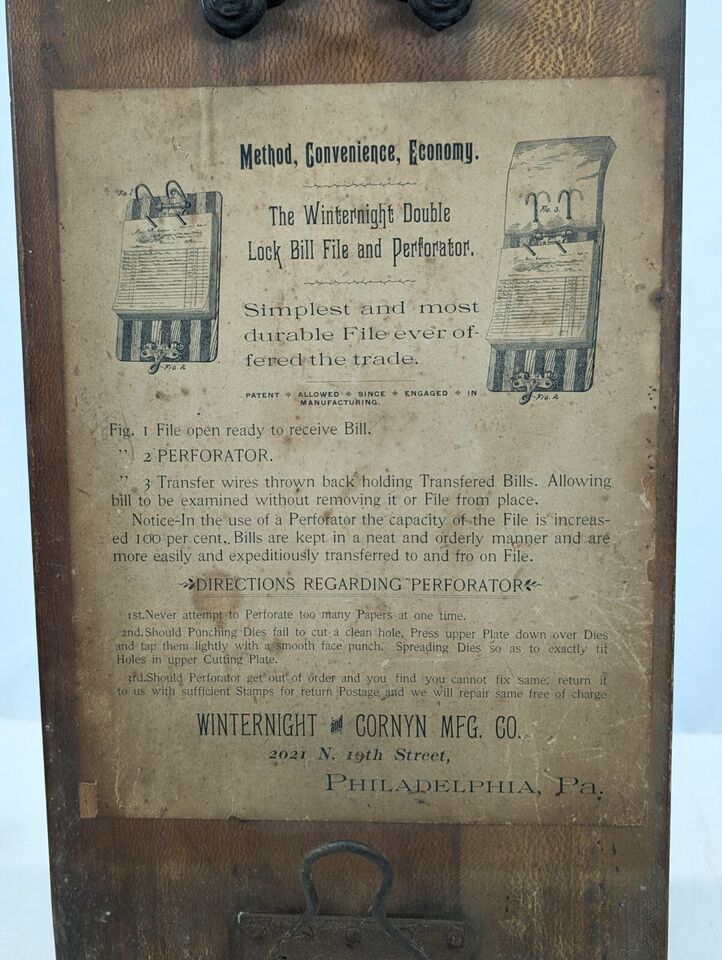 Method, Convenience, Economy.
Fig. 1
Fig. 3.
The Winternight Double
Lock Bill File and Perforator.
Simplest and most
durable File ever of-
fered the trade.
Fig. 2
Fig. 2
PATENT ✦ ALLOWED ✦ SINCE ✦ ENGAGED ✦ IN
MANUFACTURING.
Fig. 1 File open ready to receive Bill.
" 2 PERFORATOR.
" 3 Transfer wires thrown back holding Transfered Bills. Allowing
bill to be examined without removing it or File from place.
Notice-In the use of a Perforator the capacity of the File is increas-
ed 100 per cent, Bills are kept in a neat and orderly manner and are
more easily and expeditiously transferred to and fro on File.
DIRECTIONS REGARDING PERFORATOR
1st.Never attempt to Perforate too many Papers at one time.
2nd.Should Punching Dies fail to cut a clean hole, Press upper Plate down over Dies
and tap them lightly with a smooth face punch. Spreading Dies so as to exactly fit
Holes in upper Cutting Plate.
3rd.Should Perforator get out of order and you find you cannot fix same, return it
to us with sufficient Stamps for return Postage and we will repair same free of charge
WINTERNIGHT and CORNYN MFG. CO.
2021 N. 19th Street,
PHILADELPHIA, Pa.